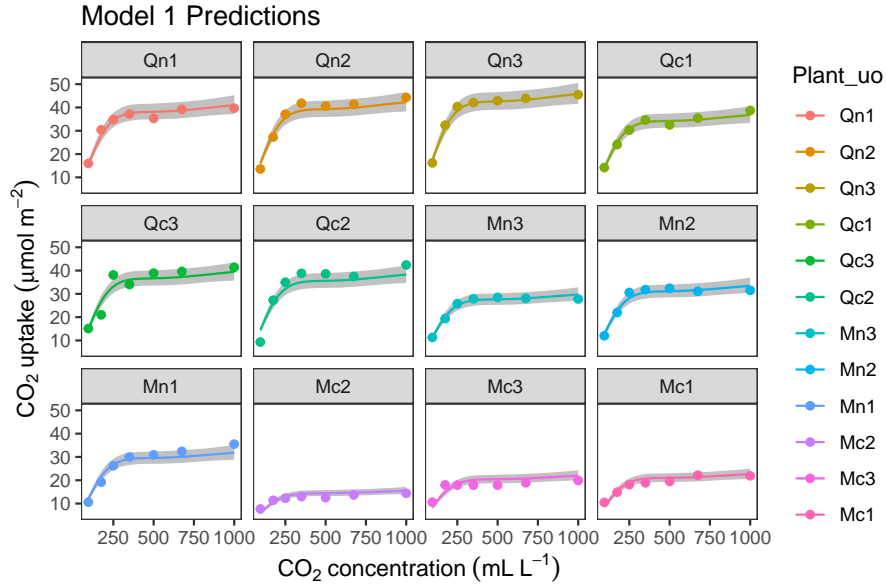 Model 1 Predictions
Qn1 Qn2 Qn3 Qc1
Qc3 Qc2 Mn3 Mn2
Mn1 Mc2 Mc3 Mc1
50
40
30
20
10
50
40
30
20
10
50
40
30
20
10
250 500 750 1000 250 500 750 1000 250 500 750 1000 250 500 750 1000
CO₂ concentration (mL L⁻¹)
CO₂ uptake (μmol m⁻²)
Plant_uo
Qn1
Qn2
Qn3
Qc1
Qc3
Qc2
Mn3
Mn2
Mn1
Mc2
Mc3
Mc1